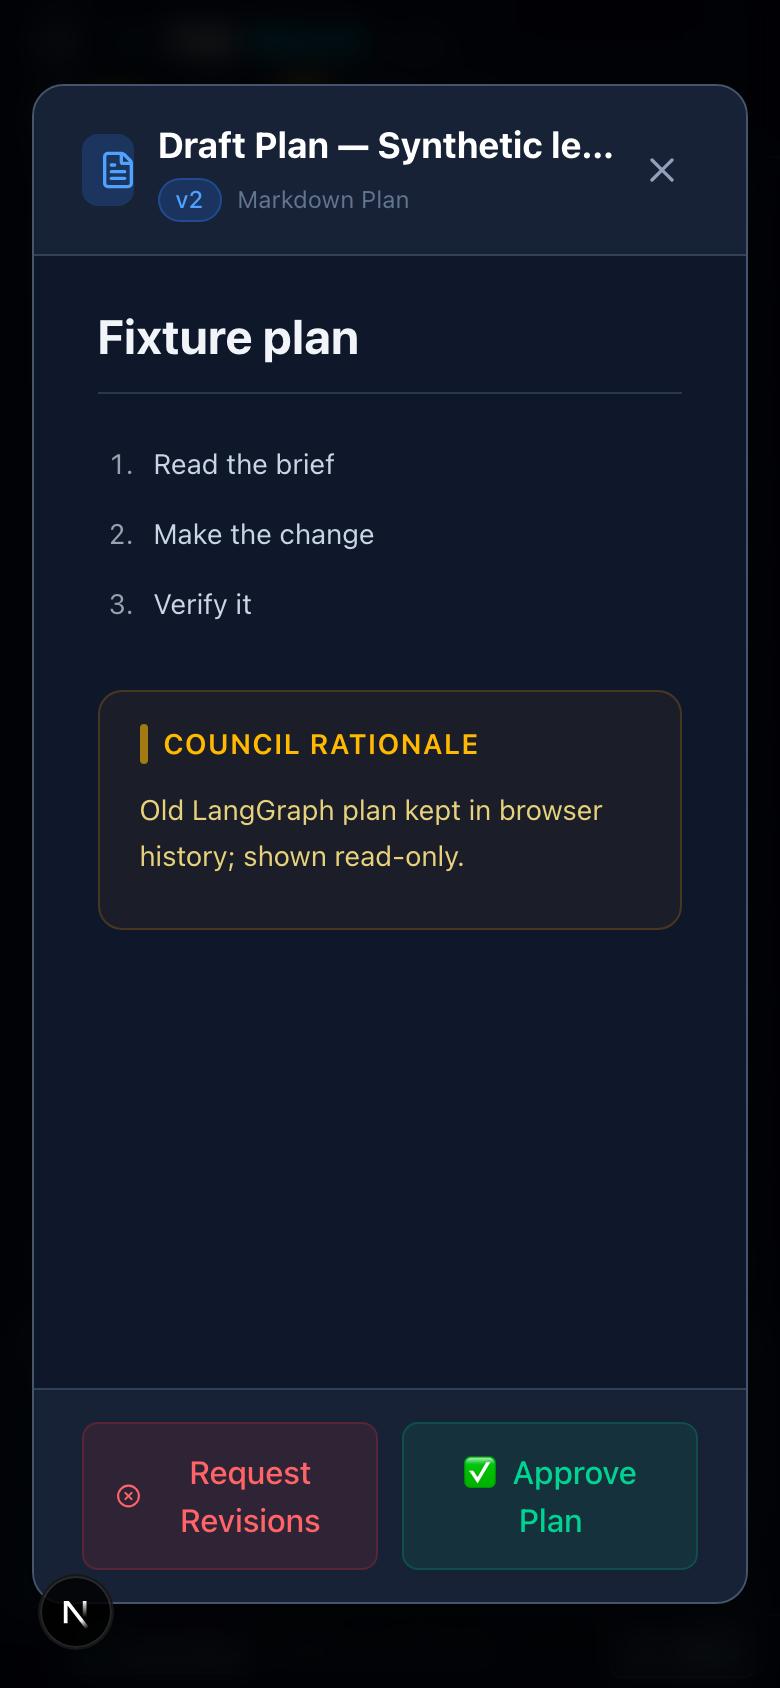 Draft Plan — Synthetic le...
v2 Markdown Plan
Fixture plan
1. Read the brief
2. Make the change
3. Verify it
COUNCIL RATIONALE
Old LangGraph plan kept in browser
history; shown read-only.
Request
Revisions
✅ Approve
Plan
N